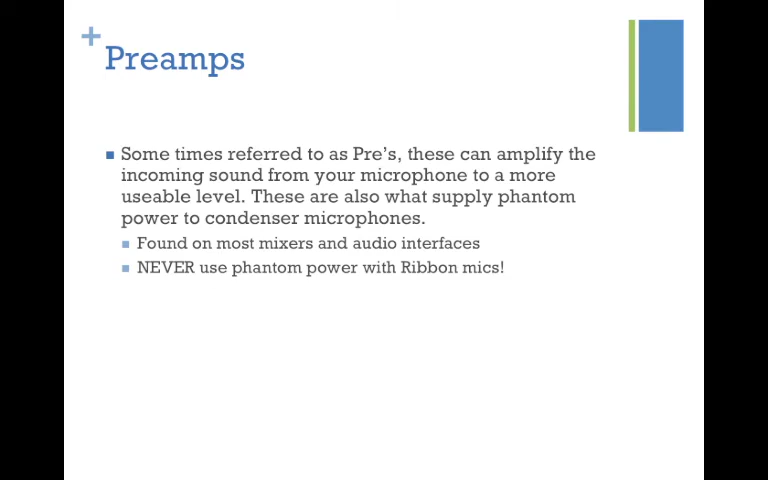 +
Preamps
Some times referred to as Pre's, these can amplify the
incoming sound from your microphone to a more
useable level. These are also what supply phantom
power to condenser microphones.
Found on most mixers and audio interfaces
NEVER use phantom power with Ribbon mics!